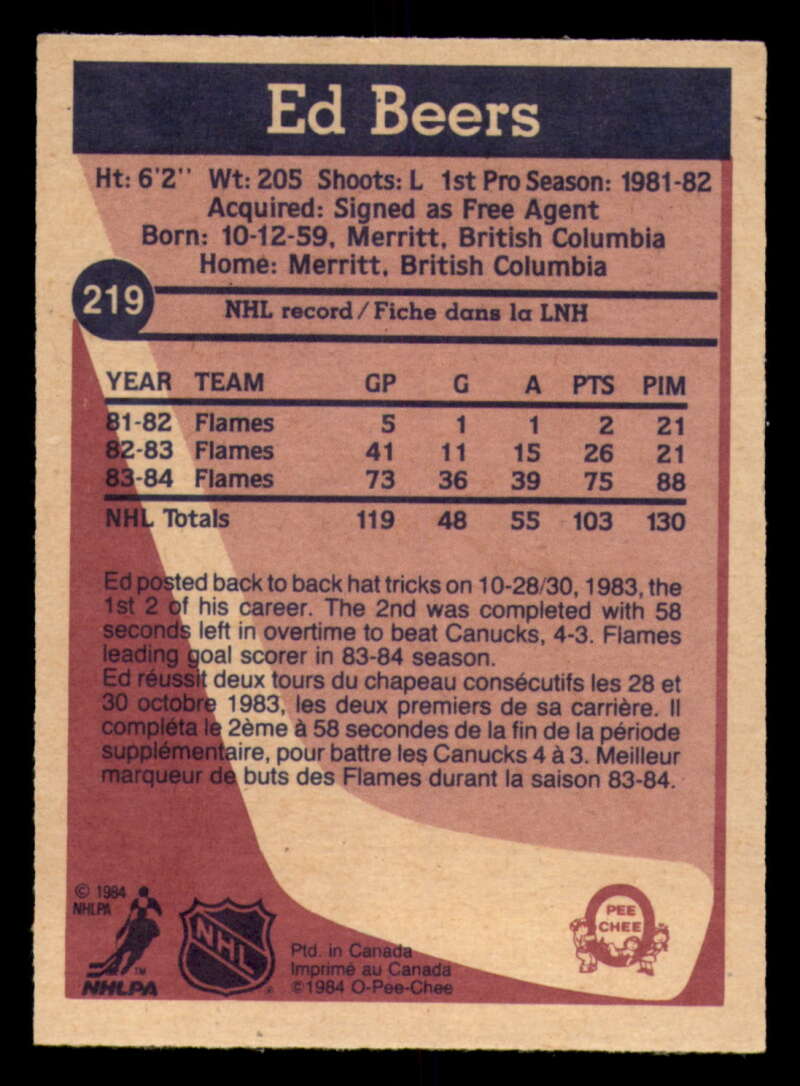 Ed Beers
Ht: 6'2'' Wt: 205 Shoots: L 1st Pro Season: 1981-82
Acquired: Signed as Free Agent
Born: 10-12-59, Merritt, British Columbia
Home: Merritt, British Columbia
219
NHL record / Fiche dans la LNH
YEAR TEAM GP G A PTS PIM
81-82 Flames 5 1 1 2 21
82-83 Flames 41 11 15 26 21
83-84 Flames 73 36 39 75 88
NHL Totals 119 48 55 103 130
Ed posted back to back hat tricks on 10-28/30, 1983, the
1st 2 of his career. The 2nd was completed with 58
seconds left in overtime to beat Canucks, 4-3. Flames
leading goal scorer in 83-84 season.
Ed réussit deux tours du chapeau consécutifs les 28 et
30 octobre 1983, les deux premiers de sa carrière. Il
compléta le 2ème à 58 secondes de la fin de la période
supplémentaire, pour battre les Canucks 4 à 3. Meilleur
marqueur de buts des Flames durant la saison 83-84.
© 1984
NHLPA
NHLPA
TM
NHL
®
Ptd. in Canada
Imprimé au Canada
©1984 O-Pee-Chee
PEE
CHEE